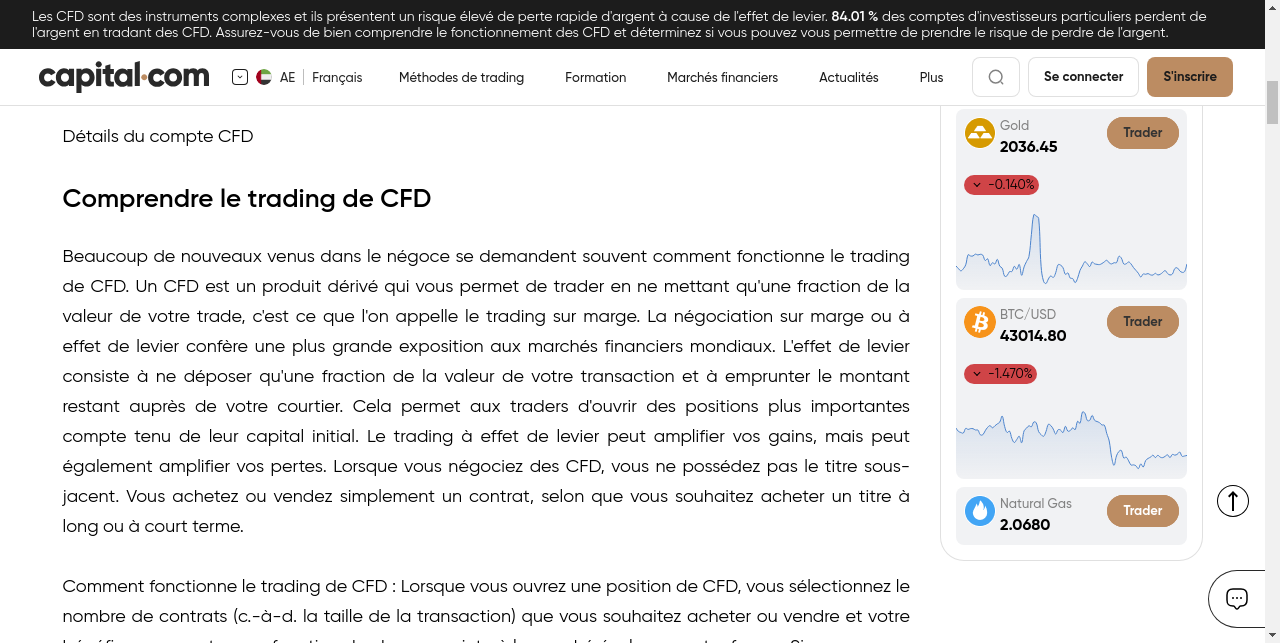 Les CFD sont des instruments complexes et ils présentent un risque élevé de perte rapide d'argent à cause de l'effet de levier. 84.01 % des comptes d'investisseurs particuliers perdent de
l'argent en tradant des CFD. Assurez-vous de bien comprendre le fonctionnement des CFD et déterminez si vous pouvez vous permettre de prendre le risque de perdre de l'argent.
capital.com AE Français Méthodes de trading Formation Marchés financiers Actualités Plus Se connecter S'inscrire
Détails du compte CFD
Comprendre le trading de CFD
Beaucoup de nouveaux venus dans le négoce se demandent souvent comment fonctionne le trading
de CFD. Un CFD est un produit dérivé qui vous permet de trader en ne mettant qu'une fraction de la
valeur de votre trade, c'est ce que l'on appelle le trading sur marge. La négociation sur marge ou à
effet de levier confère une plus grande exposition aux marchés financiers mondiaux. L'effet de levier
consiste à ne déposer qu'une fraction de la valeur de votre transaction et à emprunter le montant
restant auprès de votre courtier. Cela permet aux traders d'ouvrir des positions plus importantes
compte tenu de leur capital initial. Le trading à effet de levier peut amplifier vos gains, mais peut
également amplifier vos pertes. Lorsque vous négociez des CFD, vous ne possédez pas le titre sous-
jacent. Vous achetez ou vendez simplement un contrat, selon que vous souhaitez acheter un titre à
long ou à court terme.
Comment fonctionne le trading de CFD : Lorsque vous ouvrez une position de CFD, vous sélectionnez le
nombre de contrats (c.-à-d. la taille de la transaction) que vous souhaitez acheter ou vendre et votre
Gold
2036.45
Trader
-0.140%
BTC/USD
43014.80
Trader
-1.470%
Natural Gas
2.0680
Trader